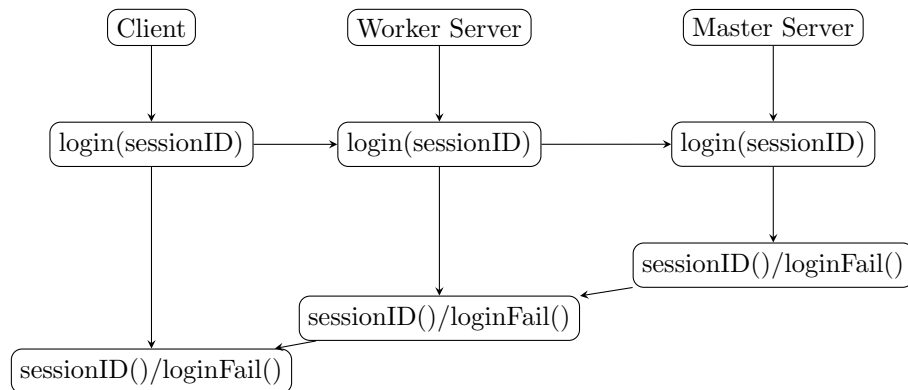 Client
Worker Server
Master Server
login(sessionID)
login(sessionID)
login(sessionID)
sessionID()/loginFail()
sessionID()/loginFail()
sessionID()/loginFail()